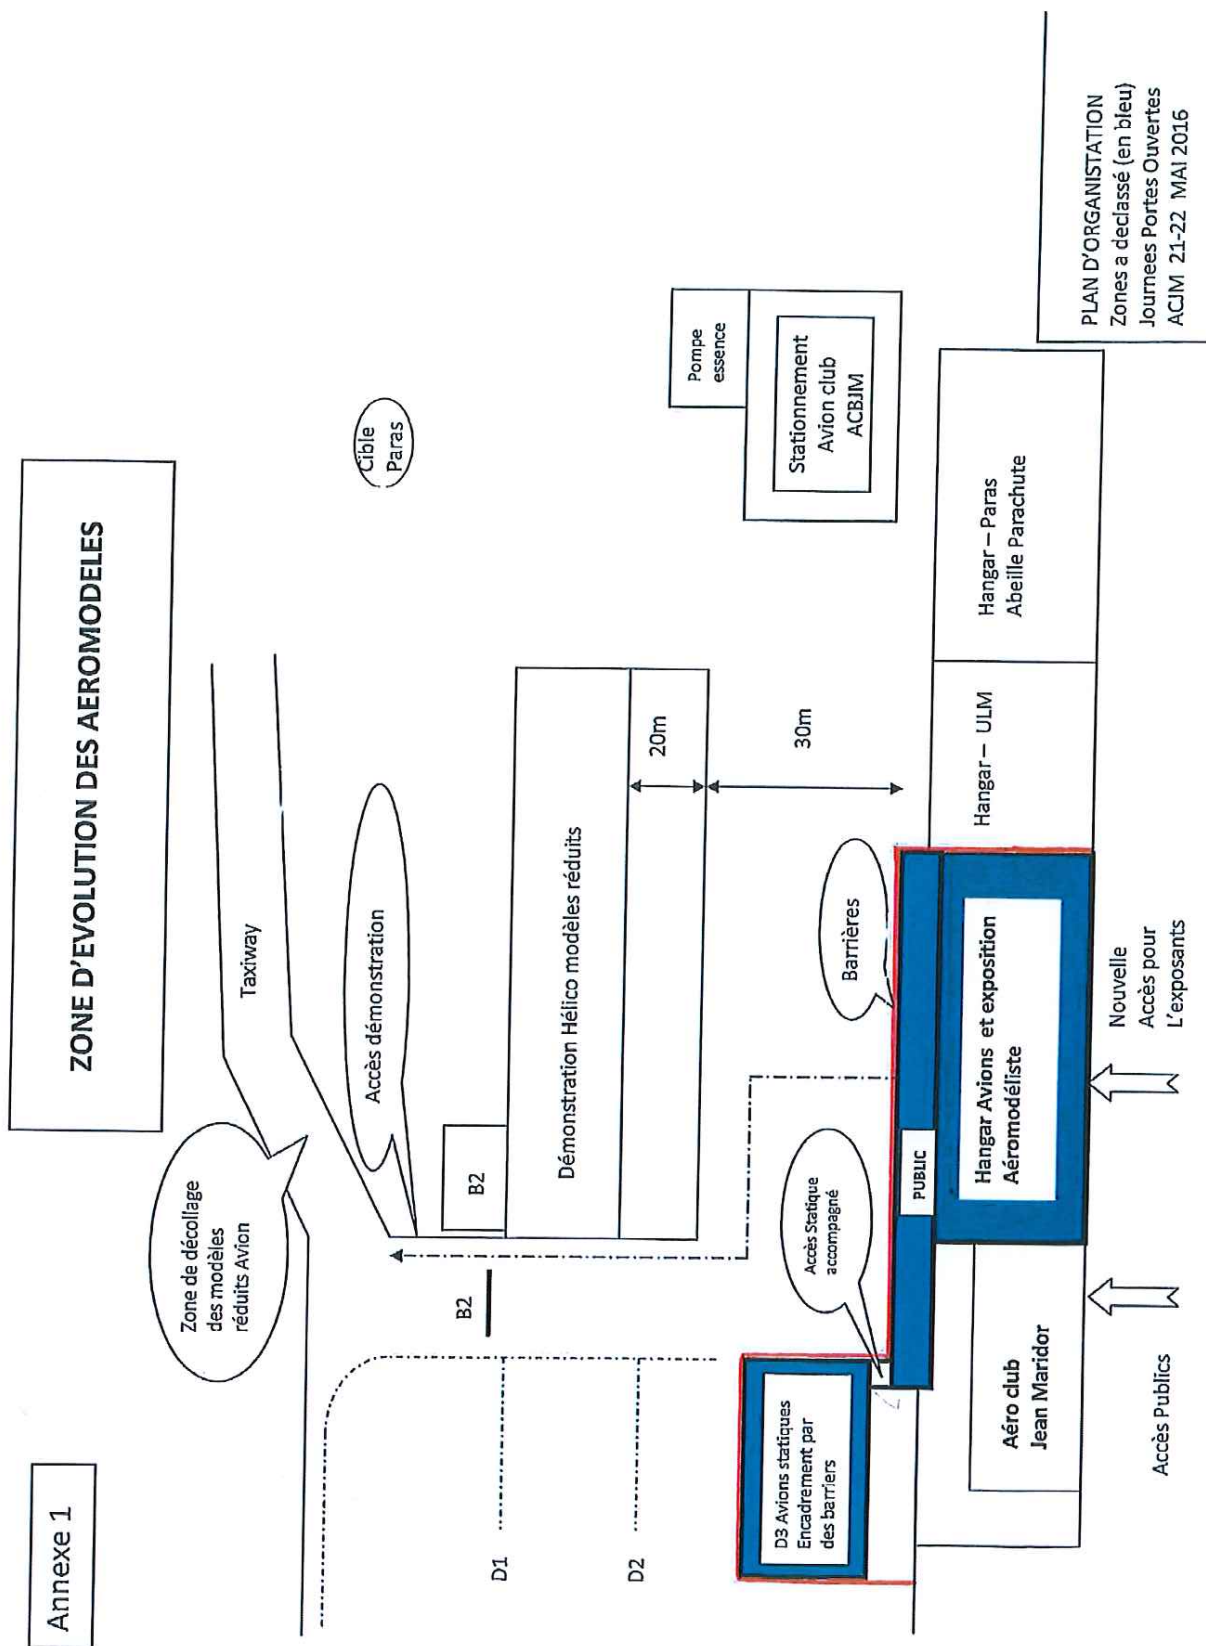 Annexe 1
ZONE D'EVOLUTION DES AEROMODELES
Zone de décollage
des modèles
réduits Avion
Taxiway
Accès démonstration
Cible
Paras
B2
B2
D1
D2
Démonstration Hélico modèles réduits
20m
30m
Pompe
essence
Stationnement
Avion club
ACBJM
D3 Avions statiques
Encadrement par
des barriers
Accès Statique
accompagné
Barrières
PUBLIC
Aéro club
Jean Maridor
Hangar Avions et exposition
Aéromodéliste
Hangar – ULM
Hangar – Paras
Abeille Parachute
Accès Publics
Nouvelle
Accès pour
L'exposants
PLAN D'ORGANISTATION
Zones a declassé (en bleu)
Journees Portes Ouvertes
ACJM 21-22 MAI 2016